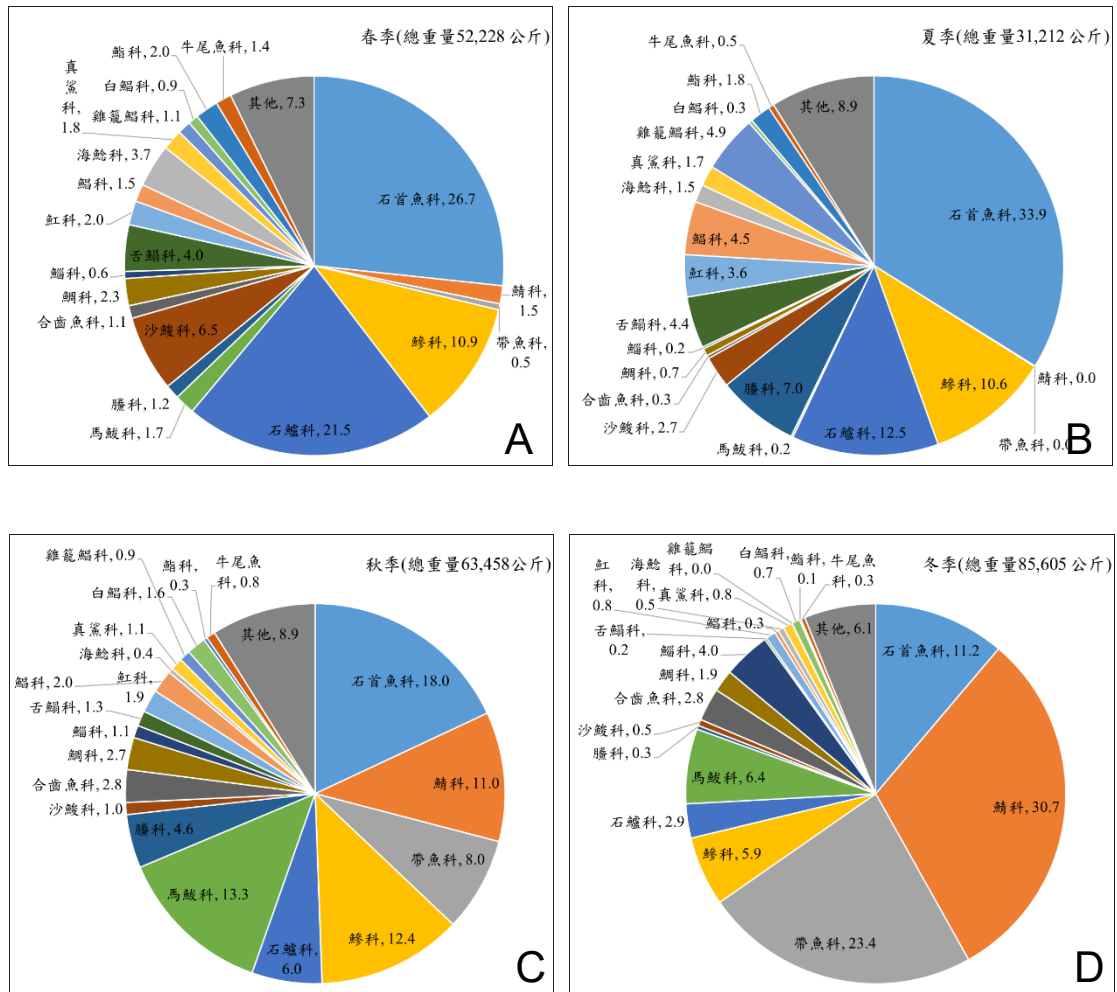 春季(總重量52,228 公斤)
鮨科, 2.0
牛尾魚科, 1.4
真
鯊
科,
1.8
白鯧科, 0.9
雞籠鯧科, 1.1
海鯰科, 3.7
鯧科, 1.5
魟科, 2.0
舌鰨科, 4.0
鯔科, 0.6
鯛科, 2.3
合齒魚科, 1.1
沙鮻科, 6.5
鰧科, 1.2
馬鮁科, 1.7
石鱸科, 21.5
鰺科, 10.9
帶魚科,
0.5
鯖科,
1.5
石首魚科, 26.7
其他, 7.3
A
夏季(總重量31,212 公斤)
牛尾魚科, 0.5
鮨科, 1.8
白鯧科, 0.3
雞籠鯧科, 4.9
真鯊科, 1.7
海鯰科, 1.5
鯧科, 4.5
魟科, 3.6
舌鰨科, 4.4
鯔科, 0.2
鯛科, 0.7
合齒魚科, 0.3
沙鮻科, 2.7
鰧科, 7.0
馬鮁科, 0.2
石鱸科, 12.5
鰺科, 10.6
帶魚科, 0.0
鯖科, 0.0
石首魚科, 33.9
其他, 8.9
B
秋季(總重量63,458 公斤)
雞籠鯧科, 0.9
鮨科,
0.3
牛尾魚
科, 0.8
白鯧科, 1.6
真鯊科, 1.1
海鯰科, 0.4
鯧科, 2.0
魟科,
1.9
舌鰨科, 1.3
鯔科, 1.1
鯛科, 2.7
合齒魚科, 2.8
沙鮻科, 1.0
鰧科, 4.6
馬鮁科, 13.3
石鱸科,
6.0
鰺科, 12.4
帶魚科, 8.0
鯖科, 11.0
石首魚科, 18.0
其他, 8.9
C
冬季(總重量85,605 公斤)
魟
科,
0.8
海鯰
科,
0.5
雞籠鯧
科, 0.0
白鯧科,
0.7
鮨科,
0.1
牛尾魚
科, 0.3
真鯊科, 0.8
鯧科, 0.3
舌鰨科,
0.2
鯔科, 4.0
鯛科, 1.9
合齒魚科, 2.8
沙鮻科, 0.5
鰧科, 0.3
馬鮁科, 6.4
石鱸科, 2.9
鰺科, 5.9
帶魚科, 23.4
鯖科, 30.7
石首魚科, 11.2
其他, 6.1
D